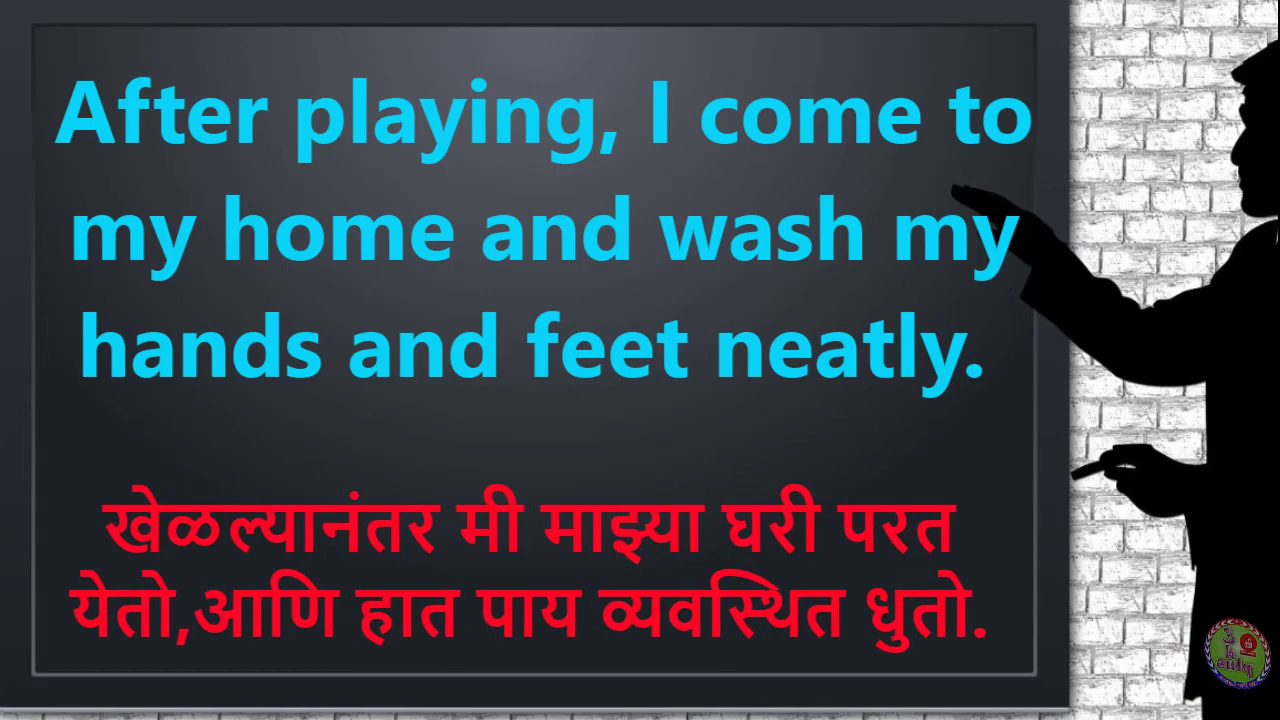 After playing, I come to
my home and wash my
hands and feet neatly.
खेळल्यानंतर मी माझ्या घरी परत
येतो,आणि हात पाय व्यवस्थित धुतो.